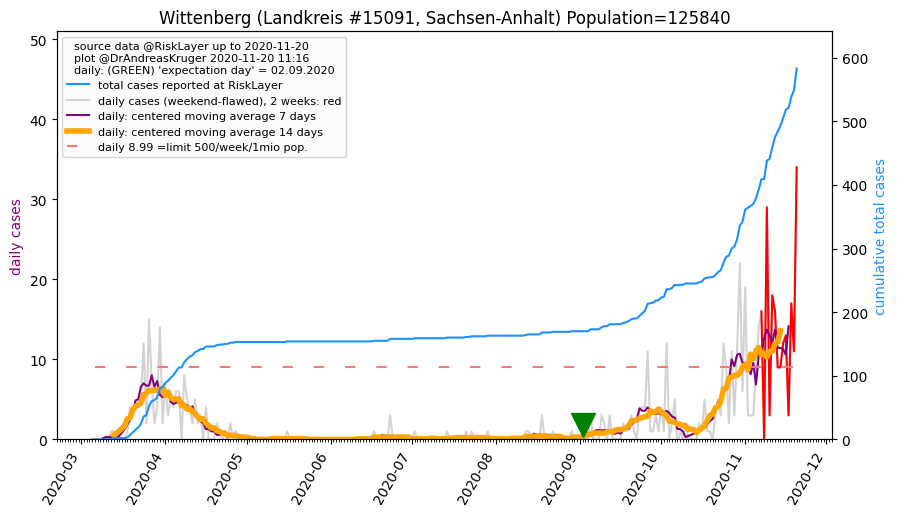 Wittenberg (Landkreis #15091, Sachsen-Anhalt) Population=125840
source data @RiskLayer up to 2020-11-20
plot @DrAndreasKruger 2020-11-20 11:16
daily: (GREEN) 'expectation day' = 02.09.2020
total cases reported at RiskLayer
daily cases (weekend-flawed), 2 weeks: red
daily: centered moving average 7 days
daily: centered moving average 14 days
daily 8.99 =limit 500/week/1mio pop.
daily cases
50
40
30
20
10
0
cumulative total cases
600
500
400
300
200
100
0
2020-03
2020-04
2020-05
2020-06
2020-07
2020-08
2020-09
2020-10
2020-11
2020-12